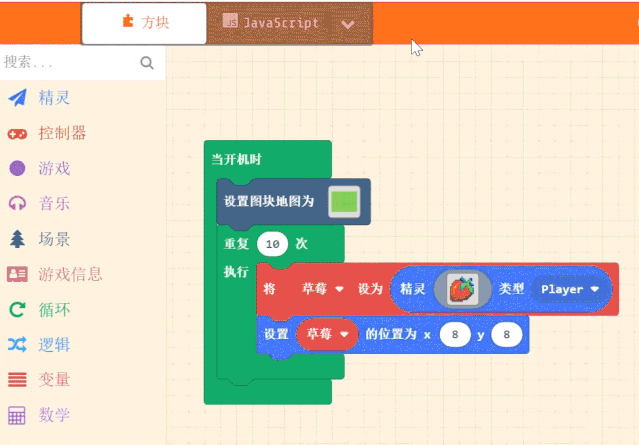 方块 JavaScript
搜索...
精灵
控制器
游戏
音乐
场景
游戏信息
循环
逻辑
变量
数学
当开机时
设置图块地图为
重复 10 次
执行
将 草莓 设为 精灵 类型 Player
设置 草莓 的位置为 x 8 y 8